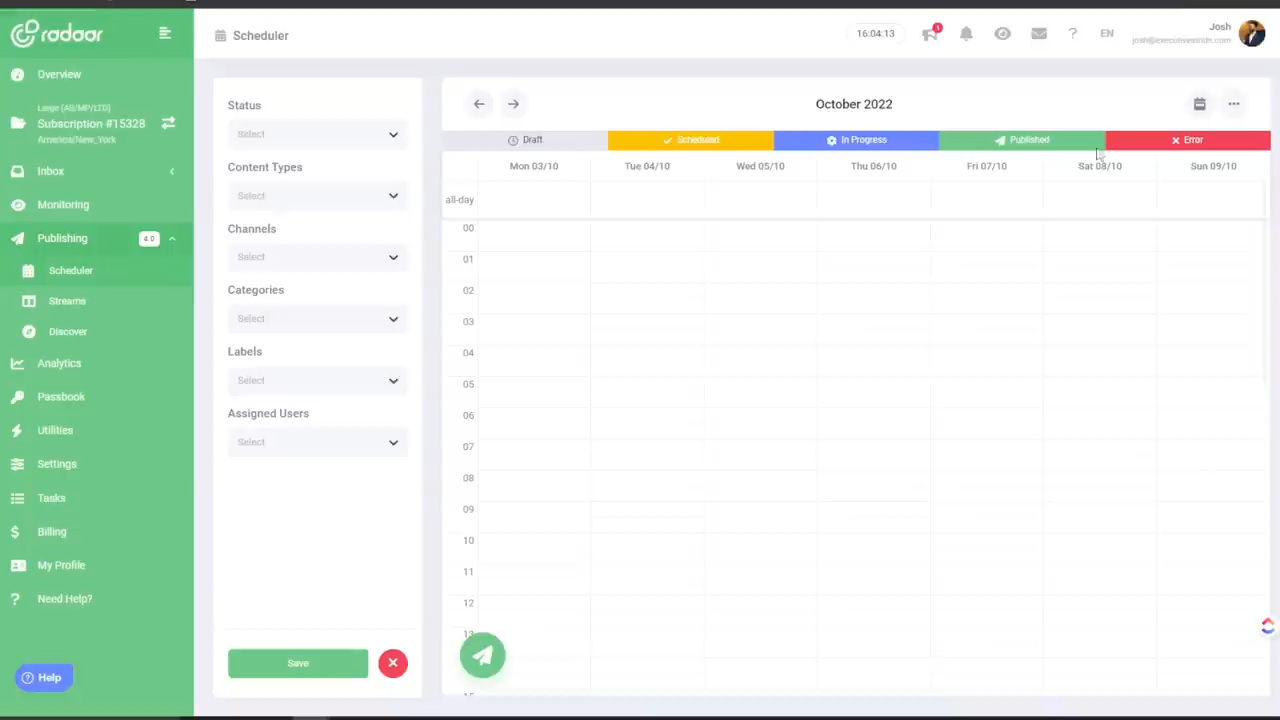 radaar
Overview
Large (AS/MP/LTD)
Subscription #15328
America/New_York
Inbox
Monitoring
Publishing
4.0
Scheduler
Streams
Discover
Analytics
Passbook
Utilities
Settings
Tasks
Billing
My Profile
Need Help?
Help
Scheduler
16:04:13
1
EN
Josh
Status
Select
Content Types
Select
Channels
Select
Categories
Select
Labels
Select
Assigned Users
Select
Save
October 2022
Draft
Scheduled
In Progress
Published
Error
Mon 03/10
Tue 04/10
Wed 05/10
Thu 06/10
Fri 07/10
Sat 08/10
Sun 09/10
all-day
00
01
02
03
04
05
06
07
08
09
10
11
12
13